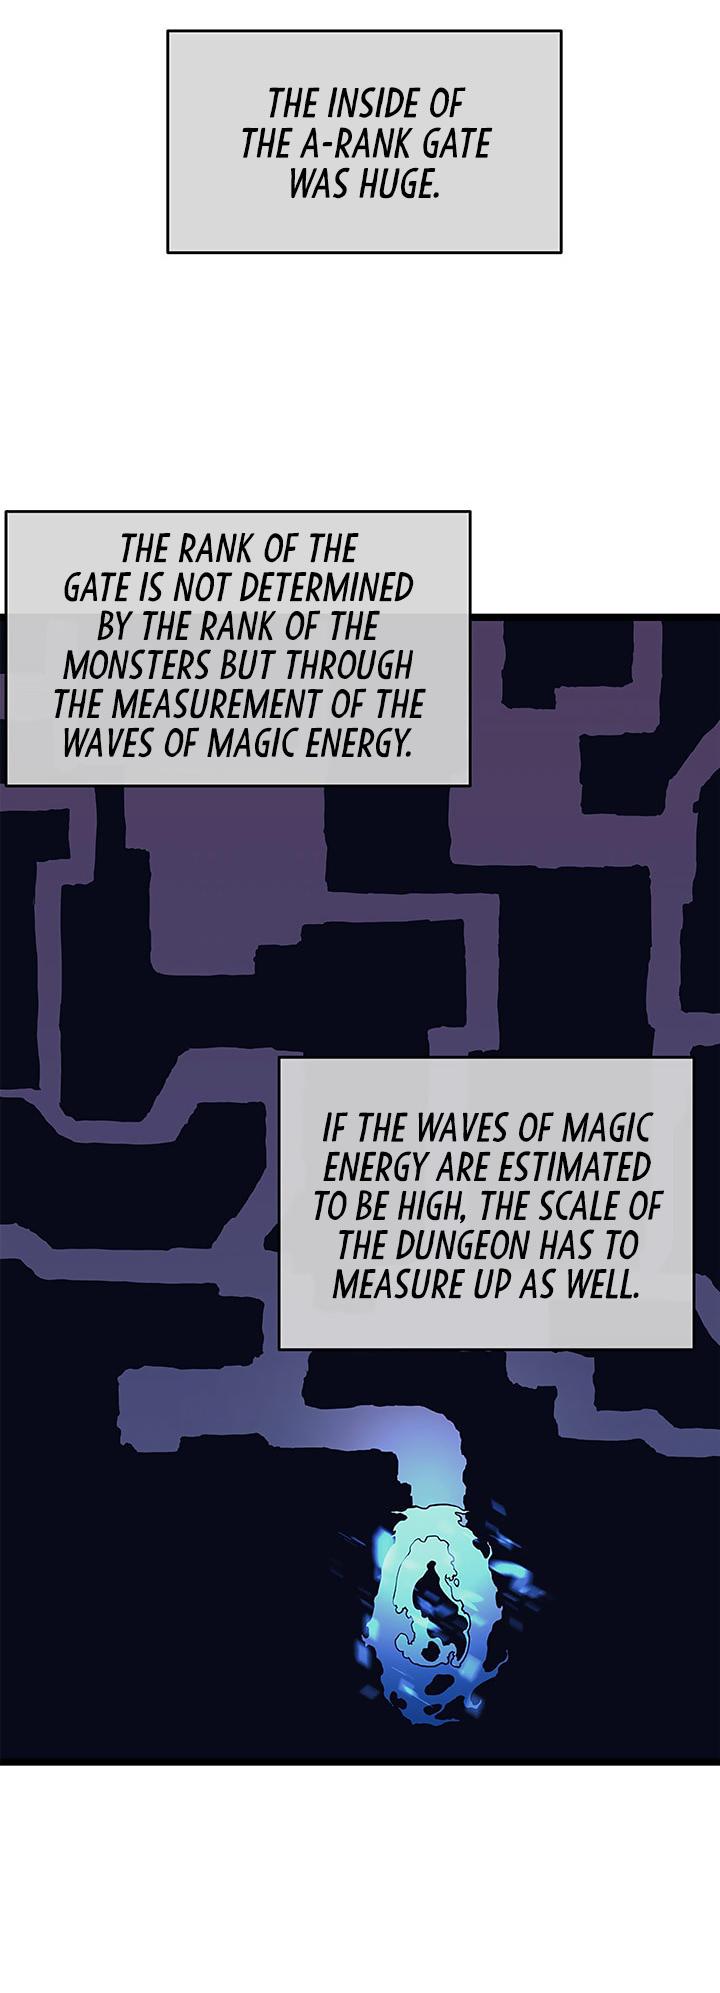 THE INSIDE OF
THE A-RANK GATE
WAS HUGE.
THE RANK OF THE
GATE IS NOT DETERMINED
BY THE RANK OF THE
MONSTERS BUT THROUGH
THE MEASUREMENT OF THE
WAVES OF MAGIC ENERGY.
IF THE WAVES OF MAGIC
ENERGY ARE ESTIMATED
TO BE HIGH, THE SCALE OF
THE DUNGEON HAS TO
MEASURE UP AS WELL.